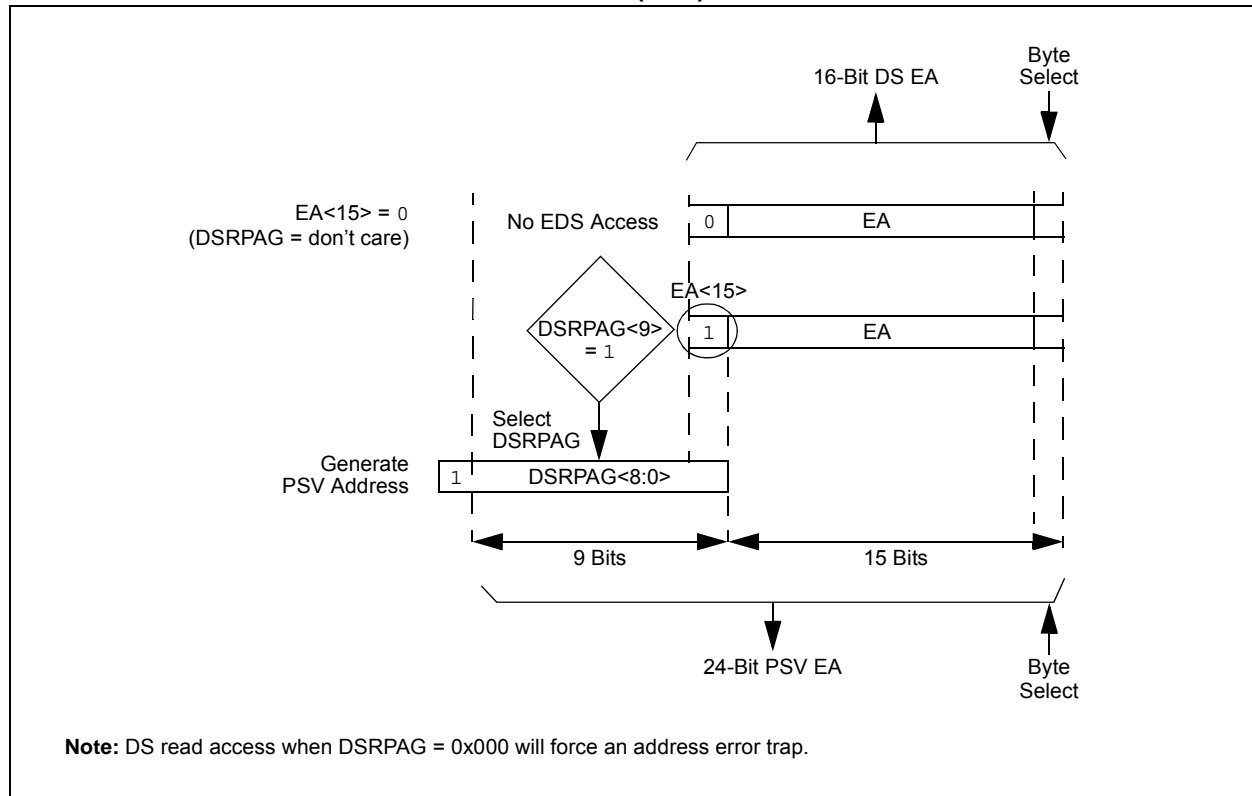 16-Bit DS EA
Byte
Select
EA<15> = 0
(DSRPAG = don't care)
No EDS Access
0
EA
EA<15>
DSRPAG<9>
= 1
1
EA
Select
DSRPAG
Generate
PSV Address
1
DSRPAG<8:0>
9 Bits
15 Bits
24-Bit PSV EA
Byte
Select
Note: DS read access when DSRPAG = 0x000 will force an address error trap.